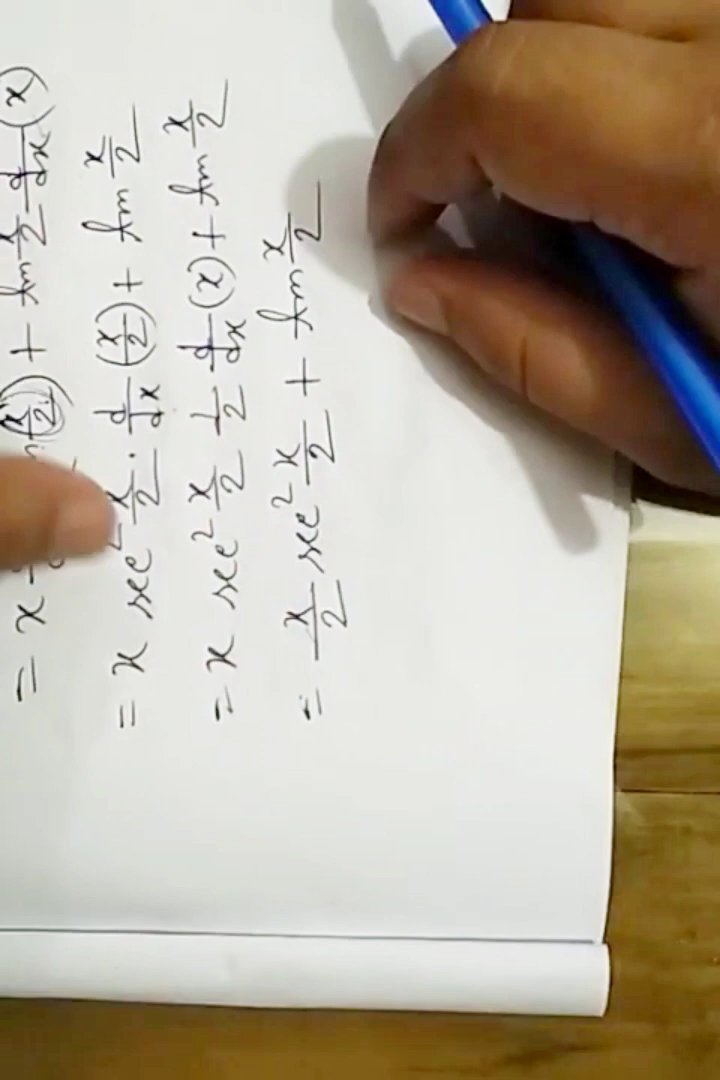 = x (x/2) + tan x/2 d/dx (x)
= x sec² x/2 · d/dx (x/2) + tan x/2
= x sec² x/2 1/2 d/dx (x) + tan x/2
= x/2 sec² x/2 + tan x/2